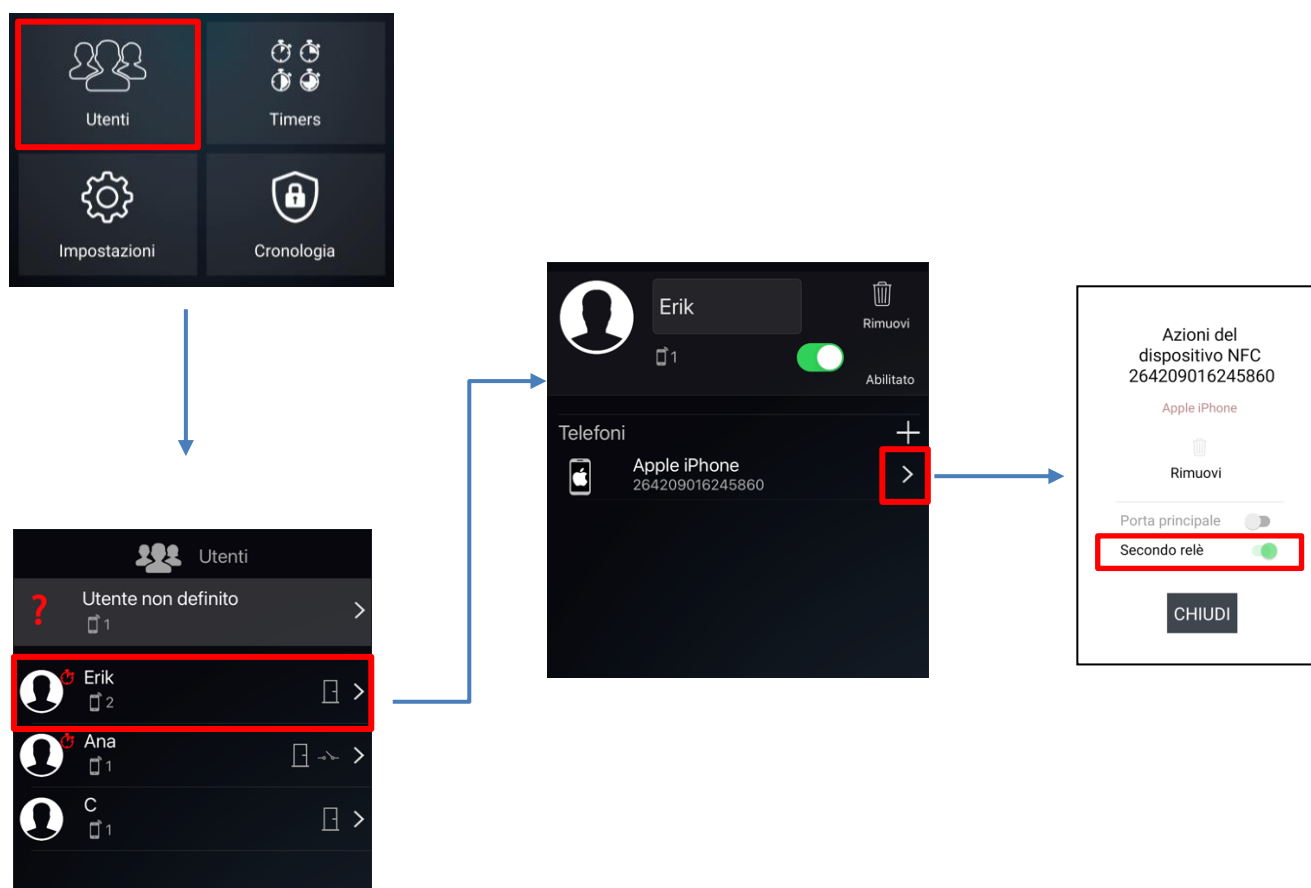 Utenti
Timers
Impostazioni
Cronologia
Utenti
?
Utente non definito
1
Erik
2
Ana
1
C
1
Erik
Rimuovi
1
Abilitato
Telefoni
Apple iPhone
264209016245860
Azioni del
dispositivo NFC
264209016245860
Apple iPhone
Rimuovi
Porta principale
Secondo relè
CHIUDI